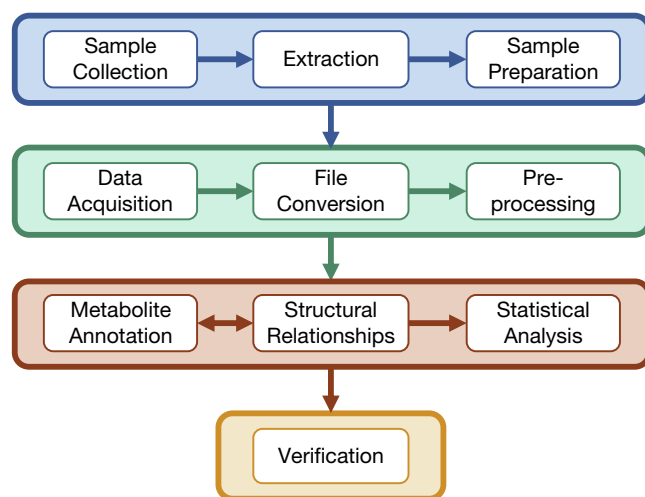 Sample
Collection
Extraction
Sample
Preparation
Data
Acquisition
File
Conversion
Pre-
processing
Metabolite
Annotation
Structural
Relationships
Statistical
Analysis
Verification